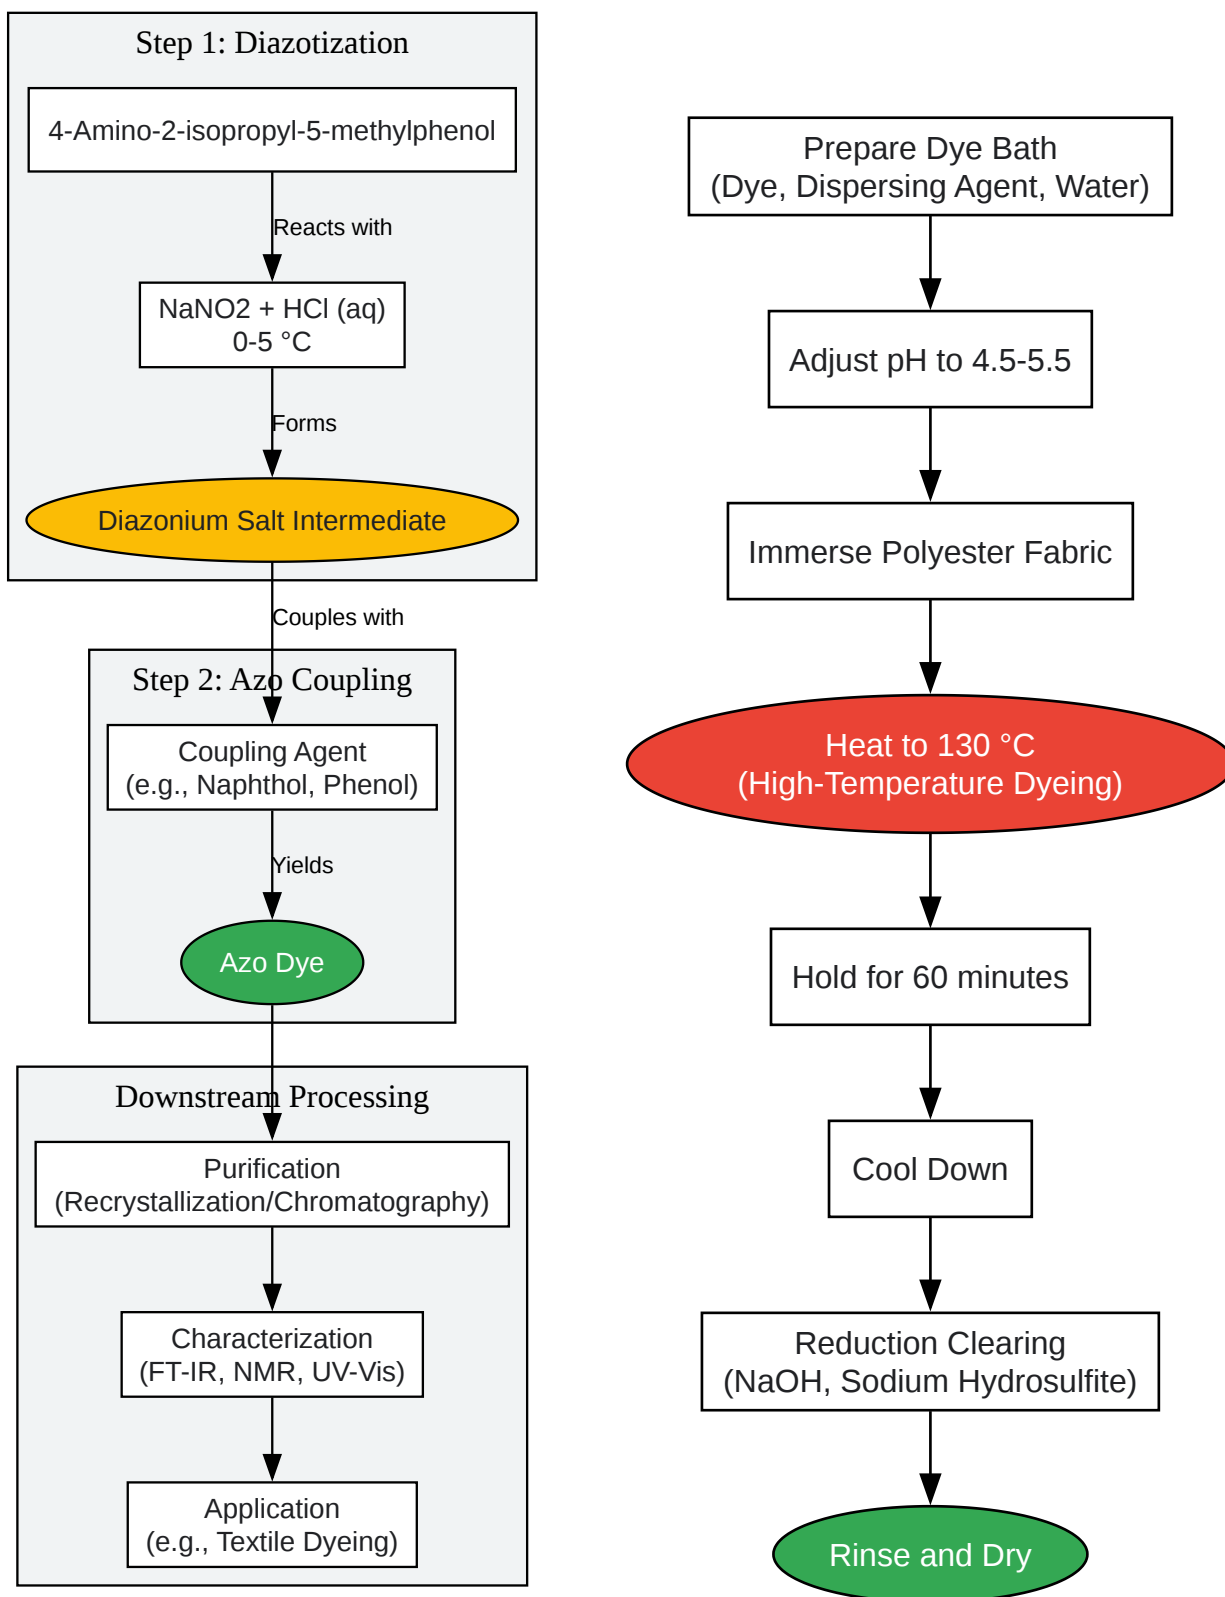 Step 1: Diazotization
4-Amino-2-isopropyl-5-methylphenol
Reacts with
NaNO2 + HCl (aq)
0-5 °C
Forms
Diazonium Salt Intermediate
Couples with
Step 2: Azo Coupling
Coupling Agent
(e.g., Naphthol, Phenol)
Yields
Azo Dye
Downstream Processing
Purification
(Recrystallization/Chromatography)
Characterization
(FT-IR, NMR, UV-Vis)
Application
(e.g., Textile Dyeing)
Prepare Dye Bath
(Dye, Dispersing Agent, Water)
Adjust pH to 4.5-5.5
Immerse Polyester Fabric
Heat to 130 °C
(High-Temperature Dyeing)
Hold for 60 minutes
Cool Down
Reduction Clearing
(NaOH, Sodium Hydrosulfite)
Rinse and Dry